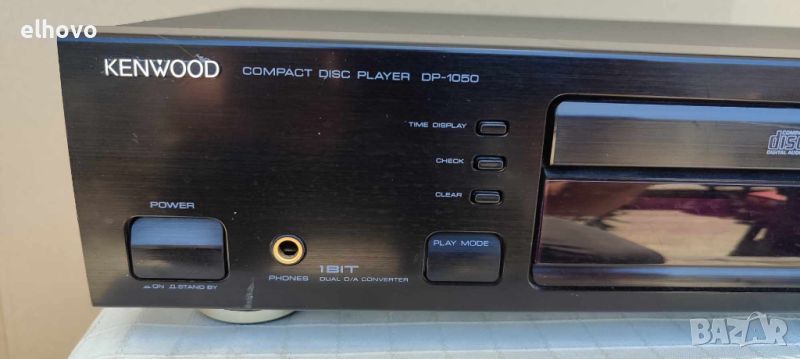 elhovo
KENWOOD COMPACT DISC PLAYER DP-1050
TIME DISPLAY
CHECK
CLEAR
POWER
PLAY MODE
PHONES
1BIT
DUAL D/A CONVERTER
ON STAND BY
BAZAR